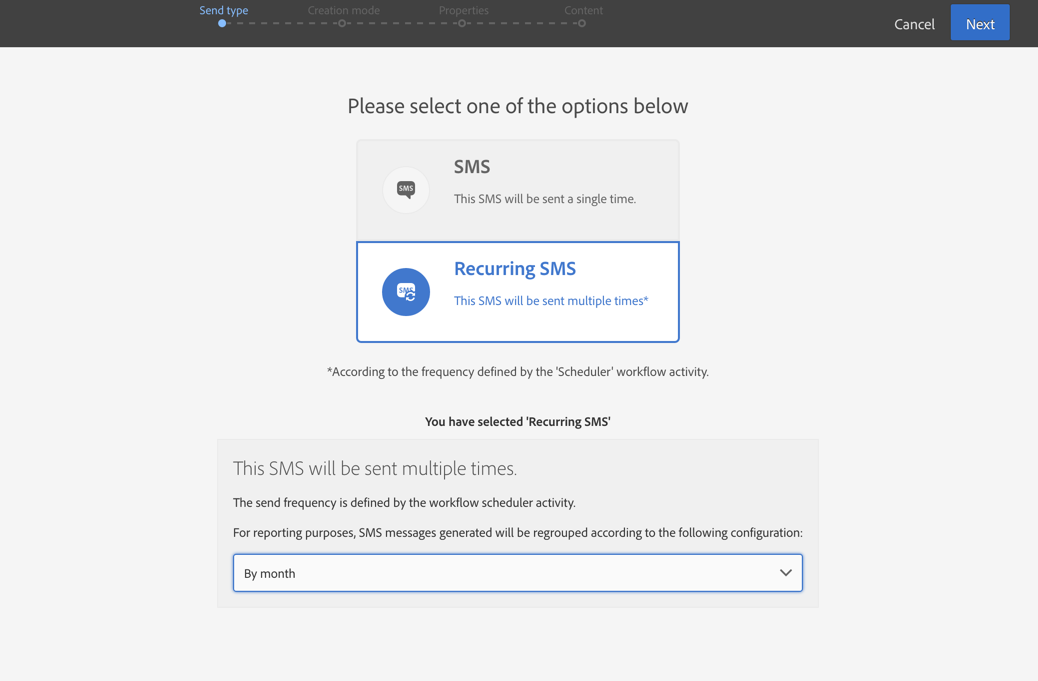 Send type
Creation mode
Properties
Content
Cancel
Next
Please select one of the options below
SMS
SMS
This SMS will be sent a single time.
SMS
Recurring SMS
This SMS will be sent multiple times*
*According to the frequency defined by the 'Scheduler' workflow activity.
You have selected 'Recurring SMS'
This SMS will be sent multiple times.
The send frequency is defined by the workflow scheduler activity.
For reporting purposes, SMS messages generated will be regrouped according to the following configuration:
By month